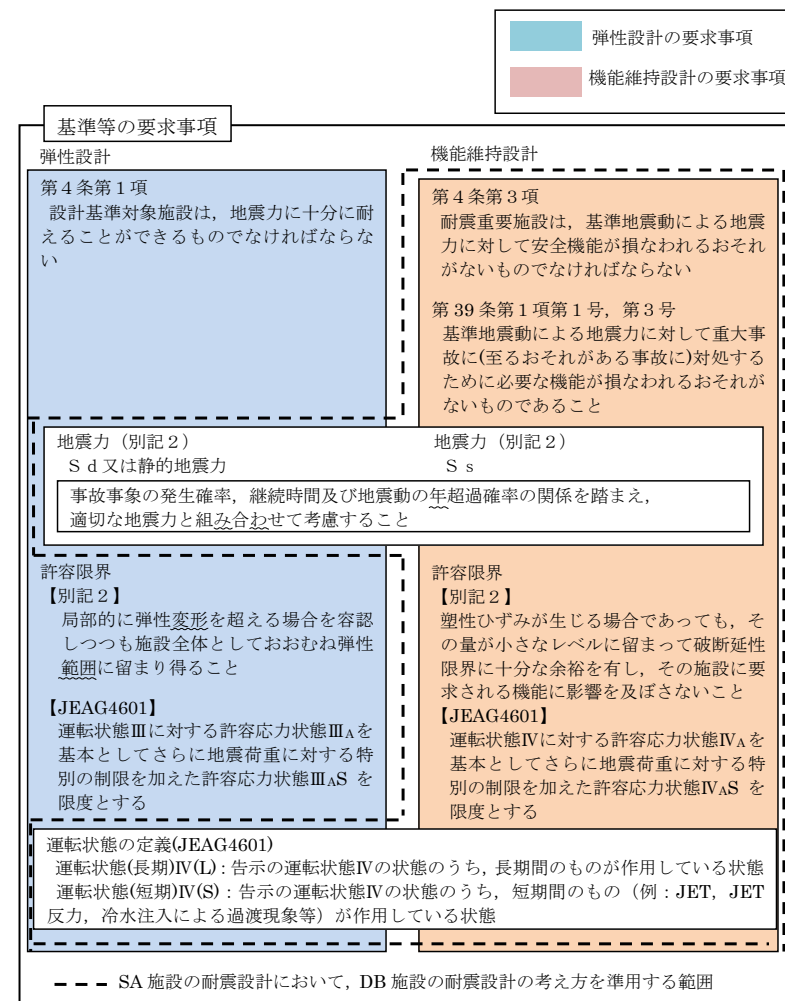 弾性設計の要求事項
機能維持設計の要求事項
基準等の要求事項
弾性設計
第４条第１項
設計基準対象施設は，地震力に十分に耐
えることができるものでなければならな
い
機能維持設計
第４条第３項
耐震重要施設は，基準地震動による地震
力に対して安全機能が損なわれるおそれ
がないものでなければならない
第 39 条第１項第１号，第３号
基準地震動による地震力に対して重大事
故に(至るおそれがある事故に)対処する
ために必要な機能が損なわれるおそれが
ないものであること
地震力（別記２）
Ｓｄ又は静的地震力
地震力（別記２）
Ｓｓ
事故事象の発生確率，継続時間及び地震動の年超過確率の関係を踏まえ，
適切な地震力と組み合わせて考慮すること
許容限界
【別記２】
局部的に弾性変形を超える場合を容認
しつつも施設全体としておおむね弾性
範囲に留まり得ること
【JEAG4601】
運転状態Ⅲに対する許容応力状態ⅢAを
基本としてさらに地震荷重に対する特
別の制限を加えた許容応力状態ⅢAS を
限度とする
許容限界
【別記２】
塑性ひずみが生じる場合であっても，そ
の量が小さなレベルに留まって破断延性
限界に十分な余裕を有し，その施設に要
求される機能に影響を及ぼさないこと
【JEAG4601】
運転状態Ⅳに対する許容応力状態ⅣAを
基本としてさらに地震荷重に対する特
別の制限を加えた許容応力状態ⅣAS を
限度とする
運転状態の定義(JEAG4601)
運転状態(長期)Ⅳ(L)：告示の運転状態Ⅳの状態のうち，長期間のものが作用している状態
運転状態(短期)Ⅳ(S)：告示の運転状態Ⅳの状態のうち，短期間のもの（例：JET，JET
反力，冷水注入による過渡現象等）が作用している状態
SA 施設の耐震設計において，DB 施設の耐震設計の考え方を準用する範囲